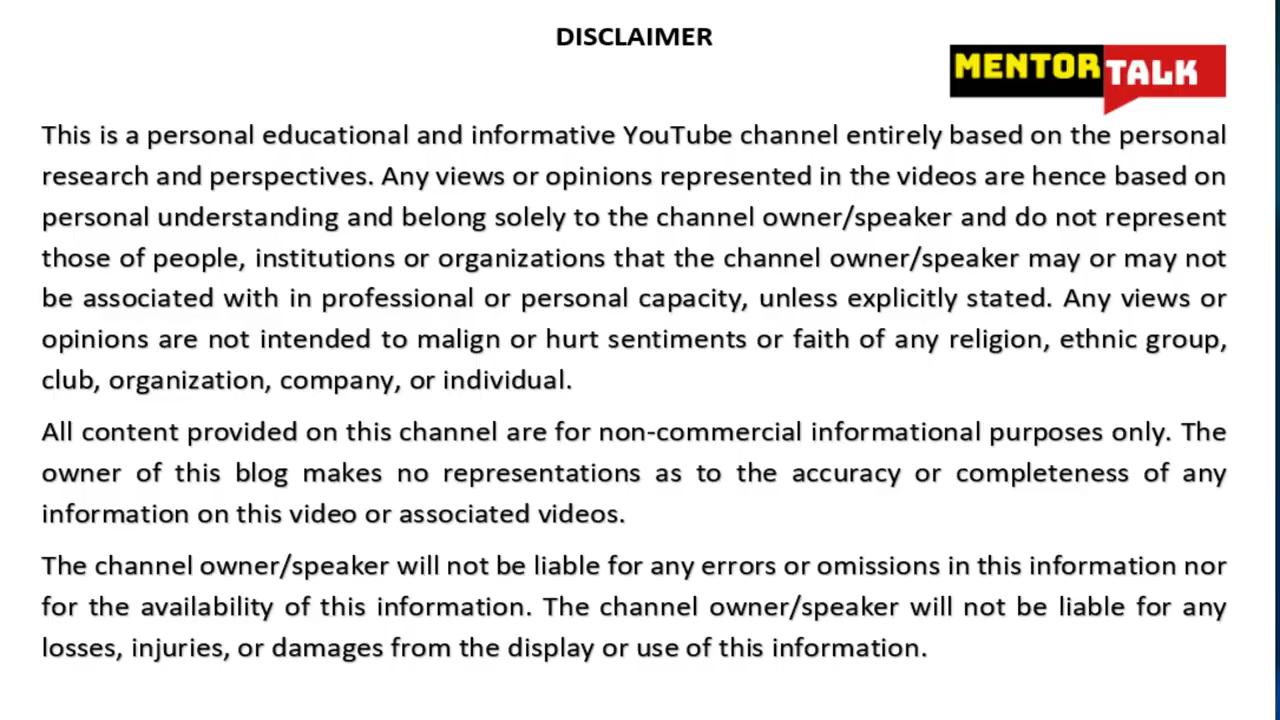 DISCLAIMER
MENTOR TALK
This is a personal educational and informative YouTube channel entirely based on the personal
research and perspectives. Any views or opinions represented in the videos are hence based on
personal understanding and belong solely to the channel owner/speaker and do not represent
those of people, institutions or organizations that the channel owner/speaker may or may not
be associated with in professional or personal capacity, unless explicitly stated. Any views or
opinions are not intended to malign or hurt sentiments or faith of any religion, ethnic group,
club, organization, company, or individual.
All content provided on this channel are for non-commercial informational purposes only. The
owner of this blog makes no representations as to the accuracy or completeness of any
information on this video or associated videos.
The channel owner/speaker will not be liable for any errors or omissions in this information nor
for the availability of this information. The channel owner/speaker will not be liable for any
losses, injuries, or damages from the display or use of this information.